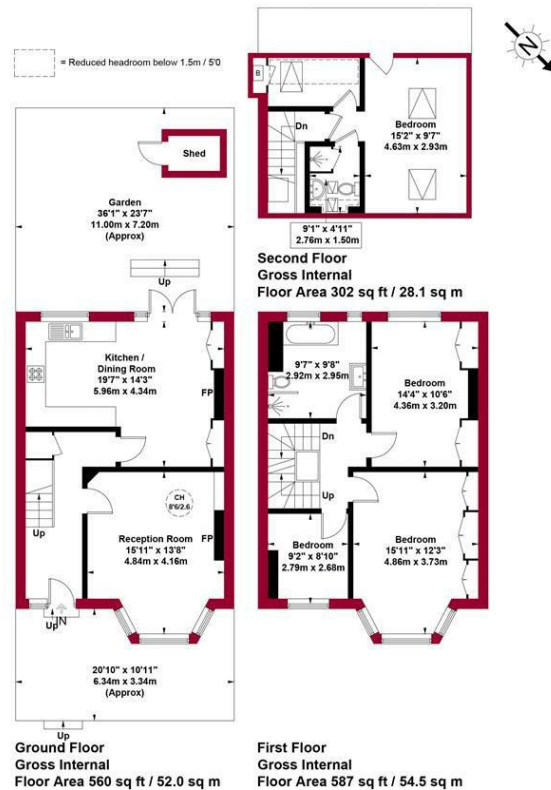 = Reduced headroom below 1.5m / 5'0
N
Shed
Garden
36'1" x 23'7"
11.00m x 7.20m
(Approx)
Up
B
Dn
Bedroom
15'2" x 9'7"
4.63m x 2.93m
9'1" x 4'11"
2.76m x 1.50m
Second Floor
Gross Internal
Floor Area 302 sq ft / 28.1 sq m
Kitchen /
Dining Room
19'7" x 14'3"
5.96m x 4.34m
FP
Up
CH
8'6/2.6
Reception Room
15'11" x 13'8"
4.84m x 4.16m
FP
IN
Up
20'10" x 10'11"
6.34m x 3.34m
(Approx)
Up
Ground Floor
Gross Internal
Floor Area 560 sq ft / 52.0 sq m
9'7" x 9'8"
2.92m x 2.95m
Bedroom
14'4" x 10'6"
4.36m x 3.20m
Dn
Up
Bedroom
9'2" x 8'10"
2.79m x 2.68m
Bedroom
15'11" x 12'3"
4.86m x 3.73m
First Floor
Gross Internal
Floor Area 587 sq ft / 54.5 sq m